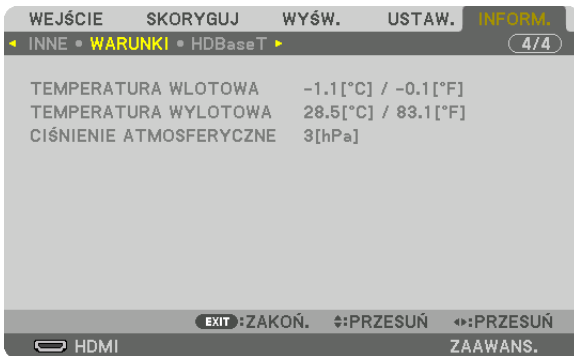 WEJŚCIE SKORYGUJ WYŚW. USTAW. INFORM.
INNE • WARUNKI • HDBaseT 4/4
TEMPERATURA WLOTOWA -1.1[°C] / -0.1[°F]
TEMPERATURA WYLOTOWA 28.5[°C] / 83.1[°F]
CIŚNIENIE ATMOSFERYCZNE 3[hPa]
EXIT :ZAKOŃ. :PRZESUŃ :PRZESUŃ
HDMI ZAAWANS.